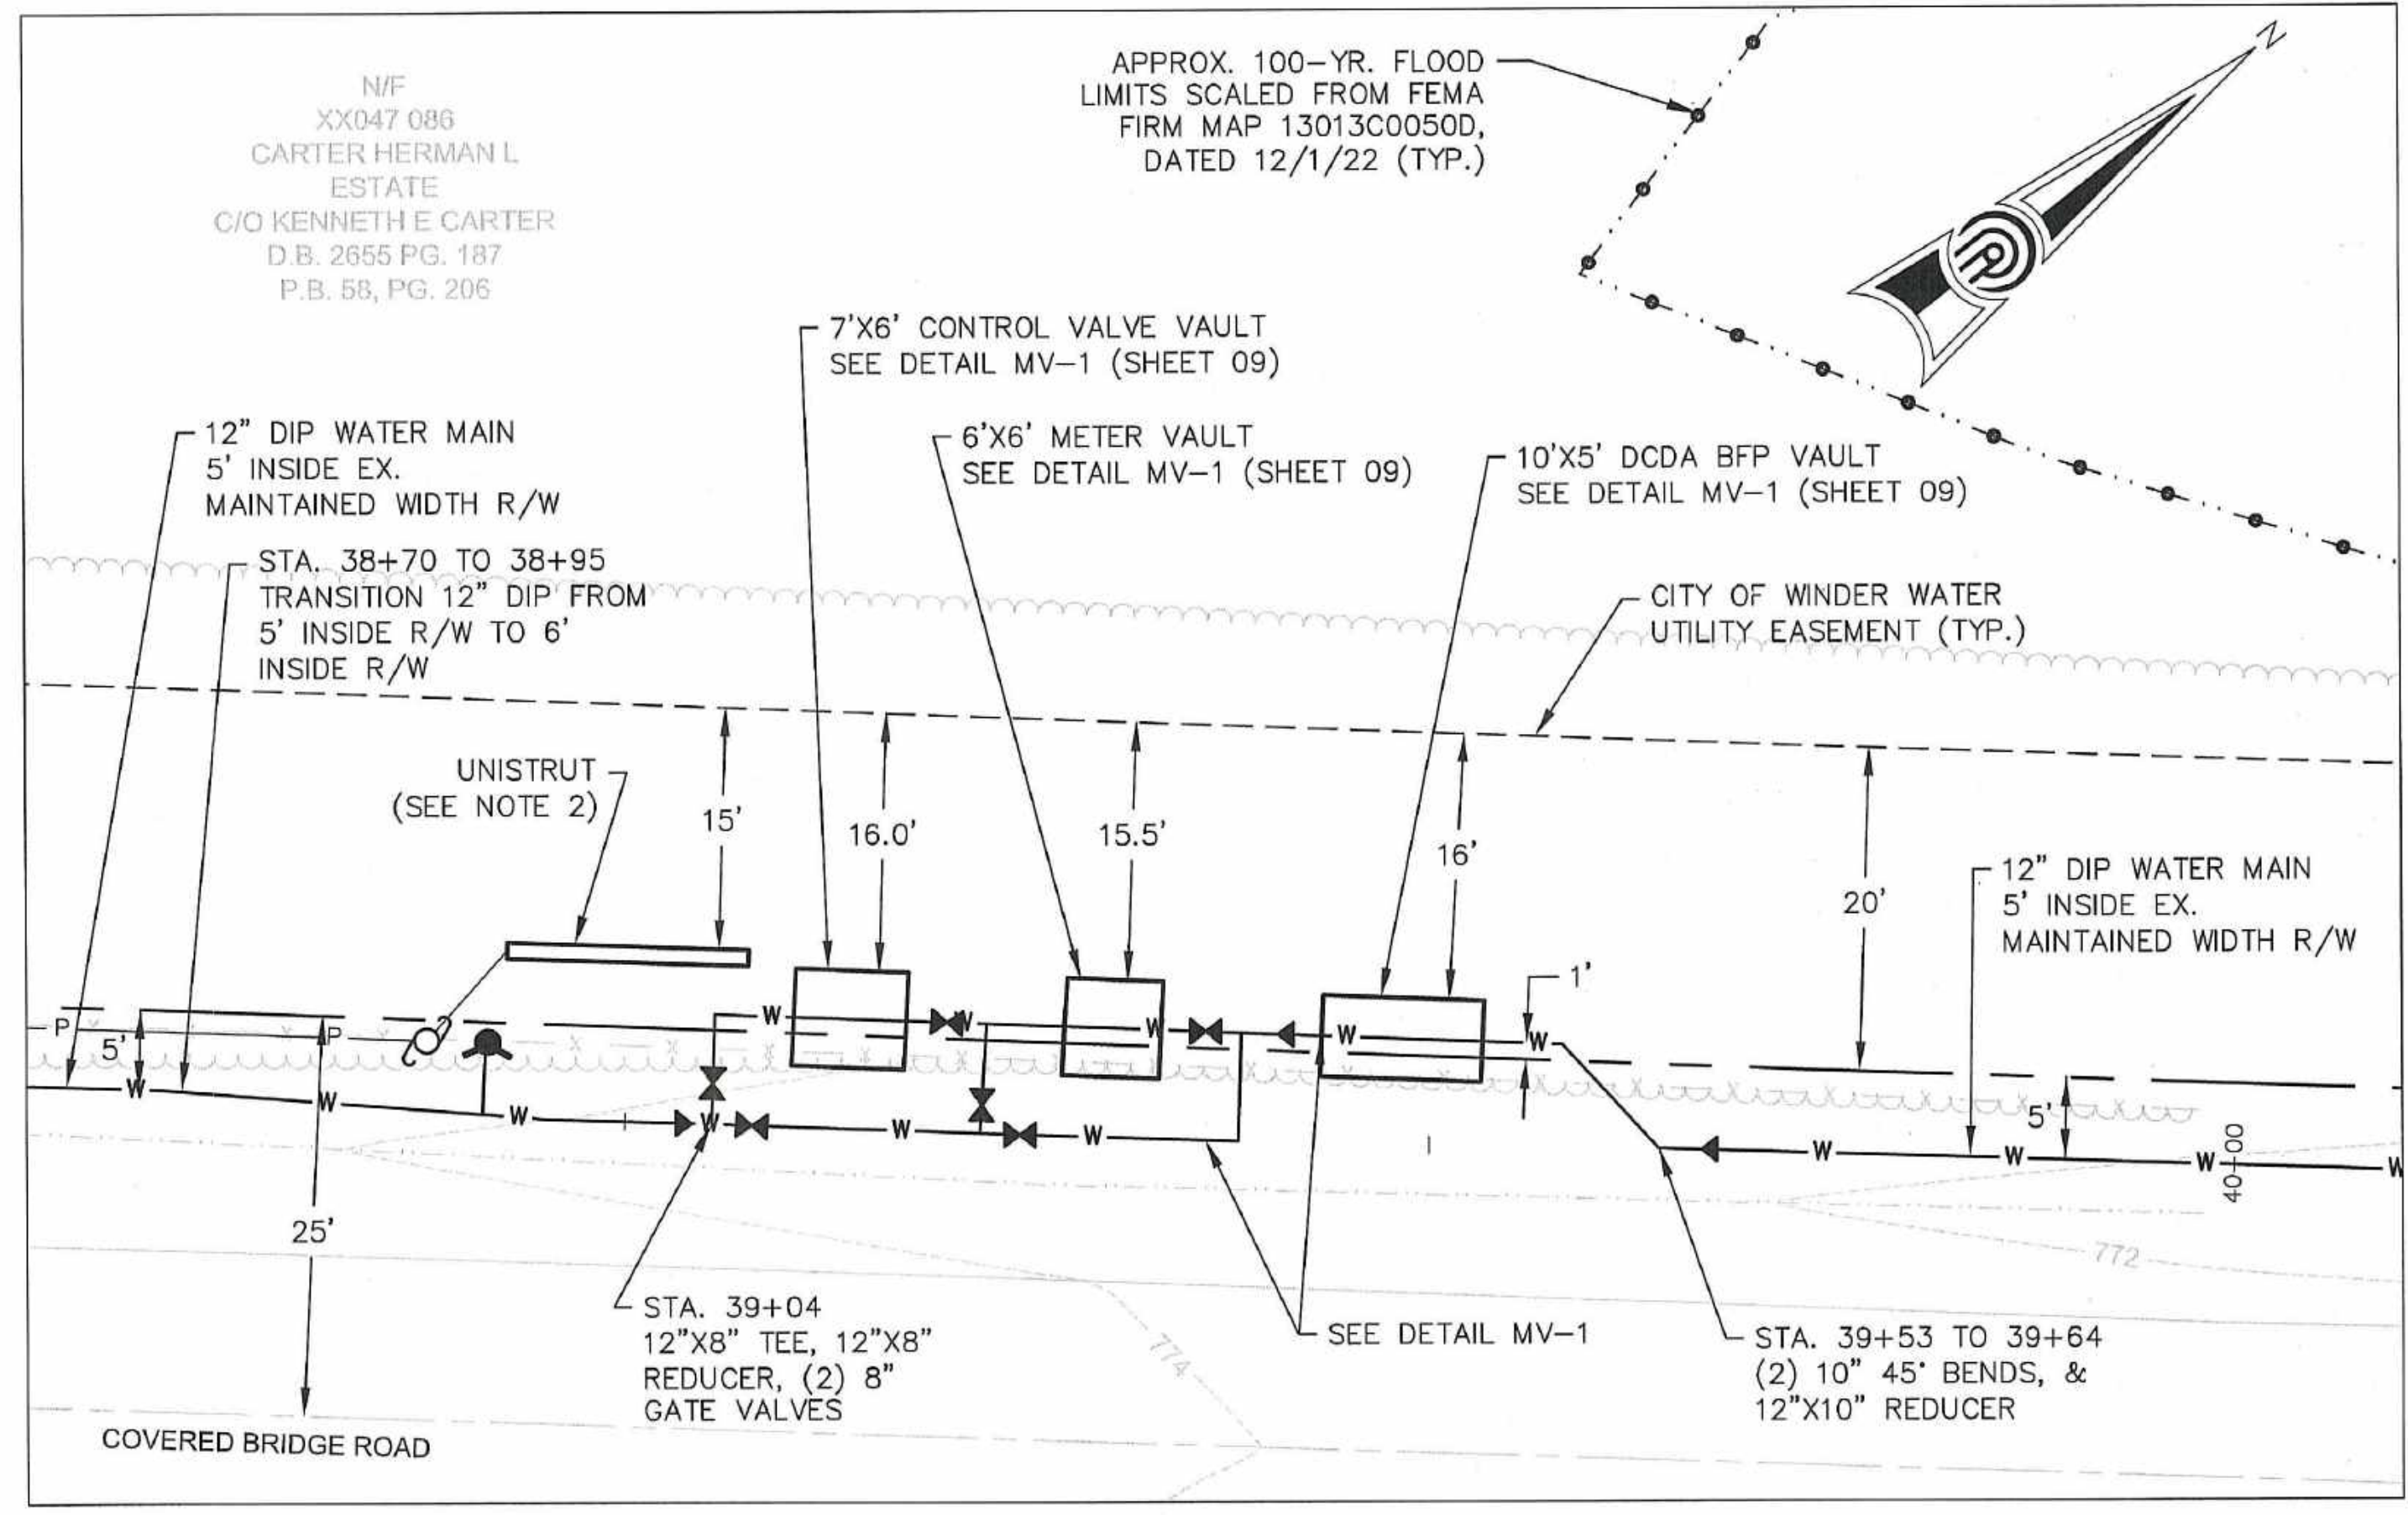 N/F
XX047 086
CARTER HERMAN L
ESTATE
C/O KENNETH E CARTER
D.B. 2655 PG. 187
P.B. 58, PG. 206
APPROX. 100-YR. FLOOD
LIMITS SCALED FROM FEMA
FIRM MAP 13013C0050D,
DATED 12/1/22 (TYP.)
N
7'X6' CONTROL VALVE VAULT
SEE DETAIL MV-1 (SHEET 09)
12" DIP WATER MAIN
5' INSIDE EX.
MAINTAINED WIDTH R/W
6'X6' METER VAULT
SEE DETAIL MV-1 (SHEET 09)
10'X5' DCDA BFP VAULT
SEE DETAIL MV-1 (SHEET 09)
STA. 38+70 TO 38+95
TRANSITION 12" DIP FROM
5' INSIDE R/W TO 6'
INSIDE R/W
CITY OF WINDER WATER
UTILITY EASEMENT (TYP.)
UNISTRUT
(SEE NOTE 2)
15'
16.0'
15.5'
16'
20'
12" DIP WATER MAIN
5' INSIDE EX.
MAINTAINED WIDTH R/W
1'
P
P
5'
W
W
W
W
W
W
W
W
W
W
W
5'
W
W
W
W
40+00
25'
772
774
STA. 39+04
12"X8" TEE, 12"X8"
REDUCER, (2) 8"
GATE VALVES
SEE DETAIL MV-1
STA. 39+53 TO 39+64
(2) 10" 45° BENDS, &
12"X10" REDUCER
COVERED BRIDGE ROAD